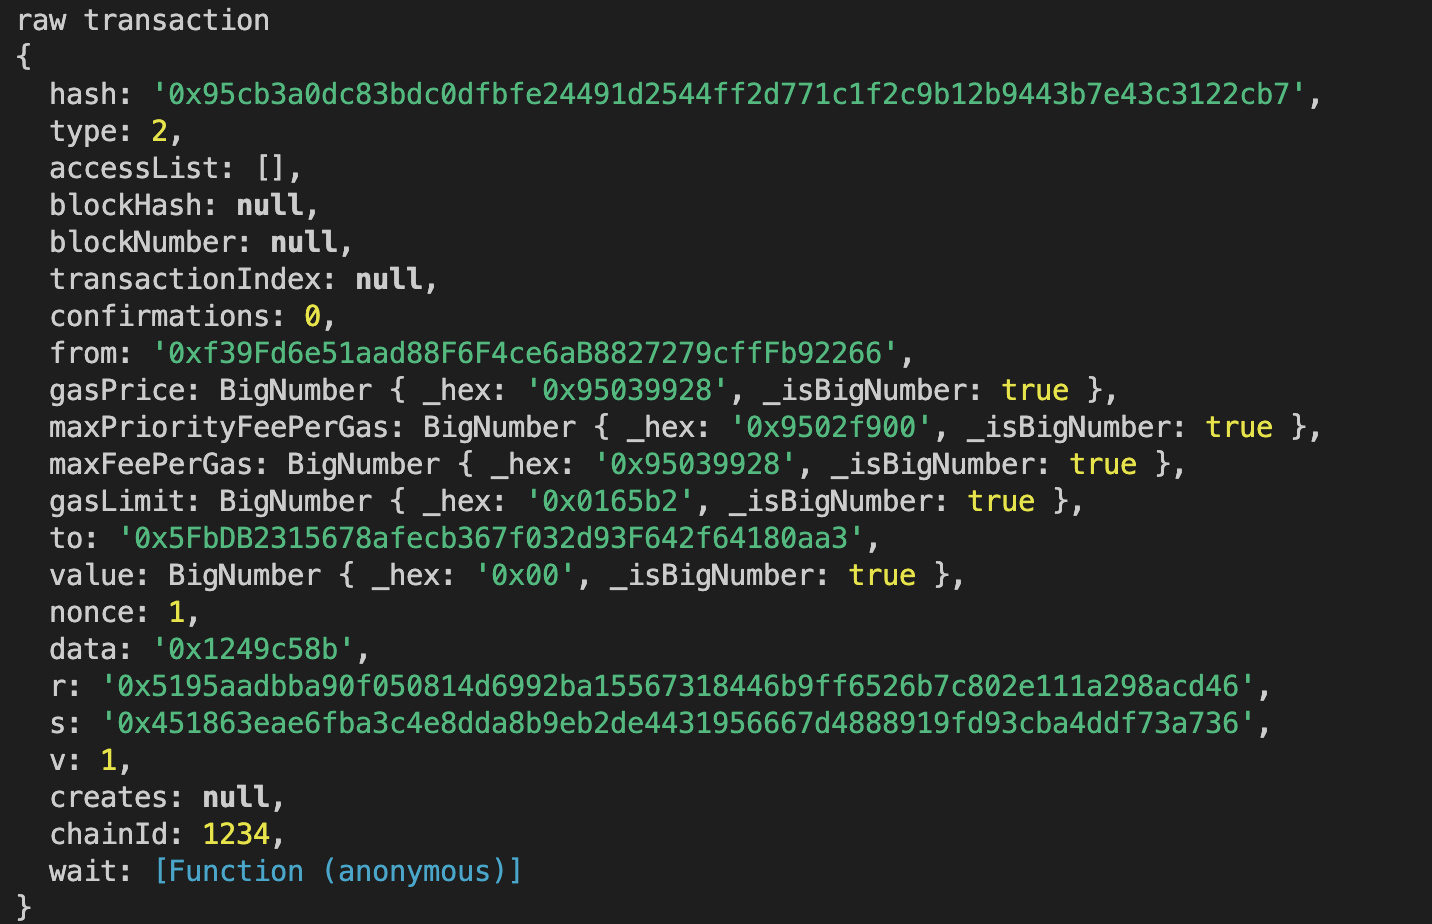 raw transaction
{
  hash: '0x95cb3a0dc83bdc0dfbfe24491d2544ff2d771c1f2c9b12b9443b7e43c3122cb7',
  type: 2,
  accessList: [],
  blockHash: null,
  blockNumber: null,
  transactionIndex: null,
  confirmations: 0,
  from: '0xf39Fd6e51aad88F6F4ce6aB8827279cffFb92266',
  gasPrice: BigNumber { _hex: '0x95039928', _isBigNumber: true },
  maxPriorityFeePerGas: BigNumber { _hex: '0x9502f900', _isBigNumber: true },
  maxFeePerGas: BigNumber { _hex: '0x95039928', _isBigNumber: true },
  gasLimit: BigNumber { _hex: '0x0165b2', _isBigNumber: true },
  to: '0x5FbDB2315678afecb367f032d93F642f64180aa3',
  value: BigNumber { _hex: '0x00', _isBigNumber: true },
  nonce: 1,
  data: '0x1249c58b',
  r: '0x5195aadbba90f050814d6992ba15567318446b9ff6526b7c802e111a298acd46',
  s: '0x451863eae6fba3c4e8dda8b9eb2de4431956667d4888919fd93cba4ddf73a736',
  v: 1,
  creates: null,
  chainId: 1234,
  wait: [Function (anonymous)]
}